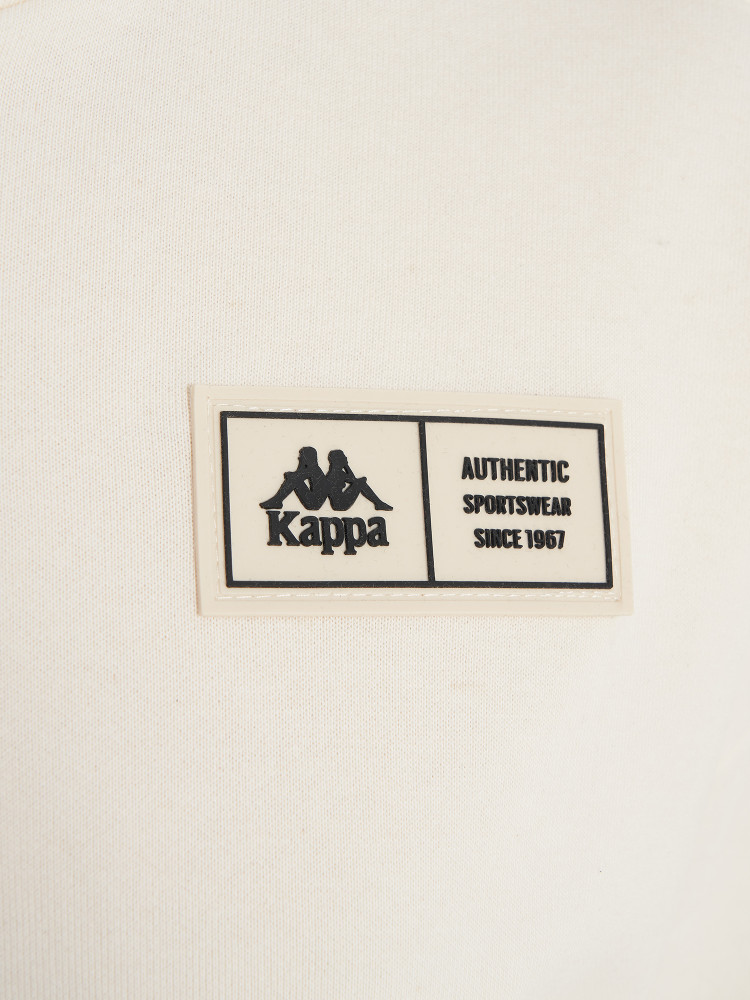 Kappa
AUTHENTIC
SPORTSWEAR
SINCE 1967